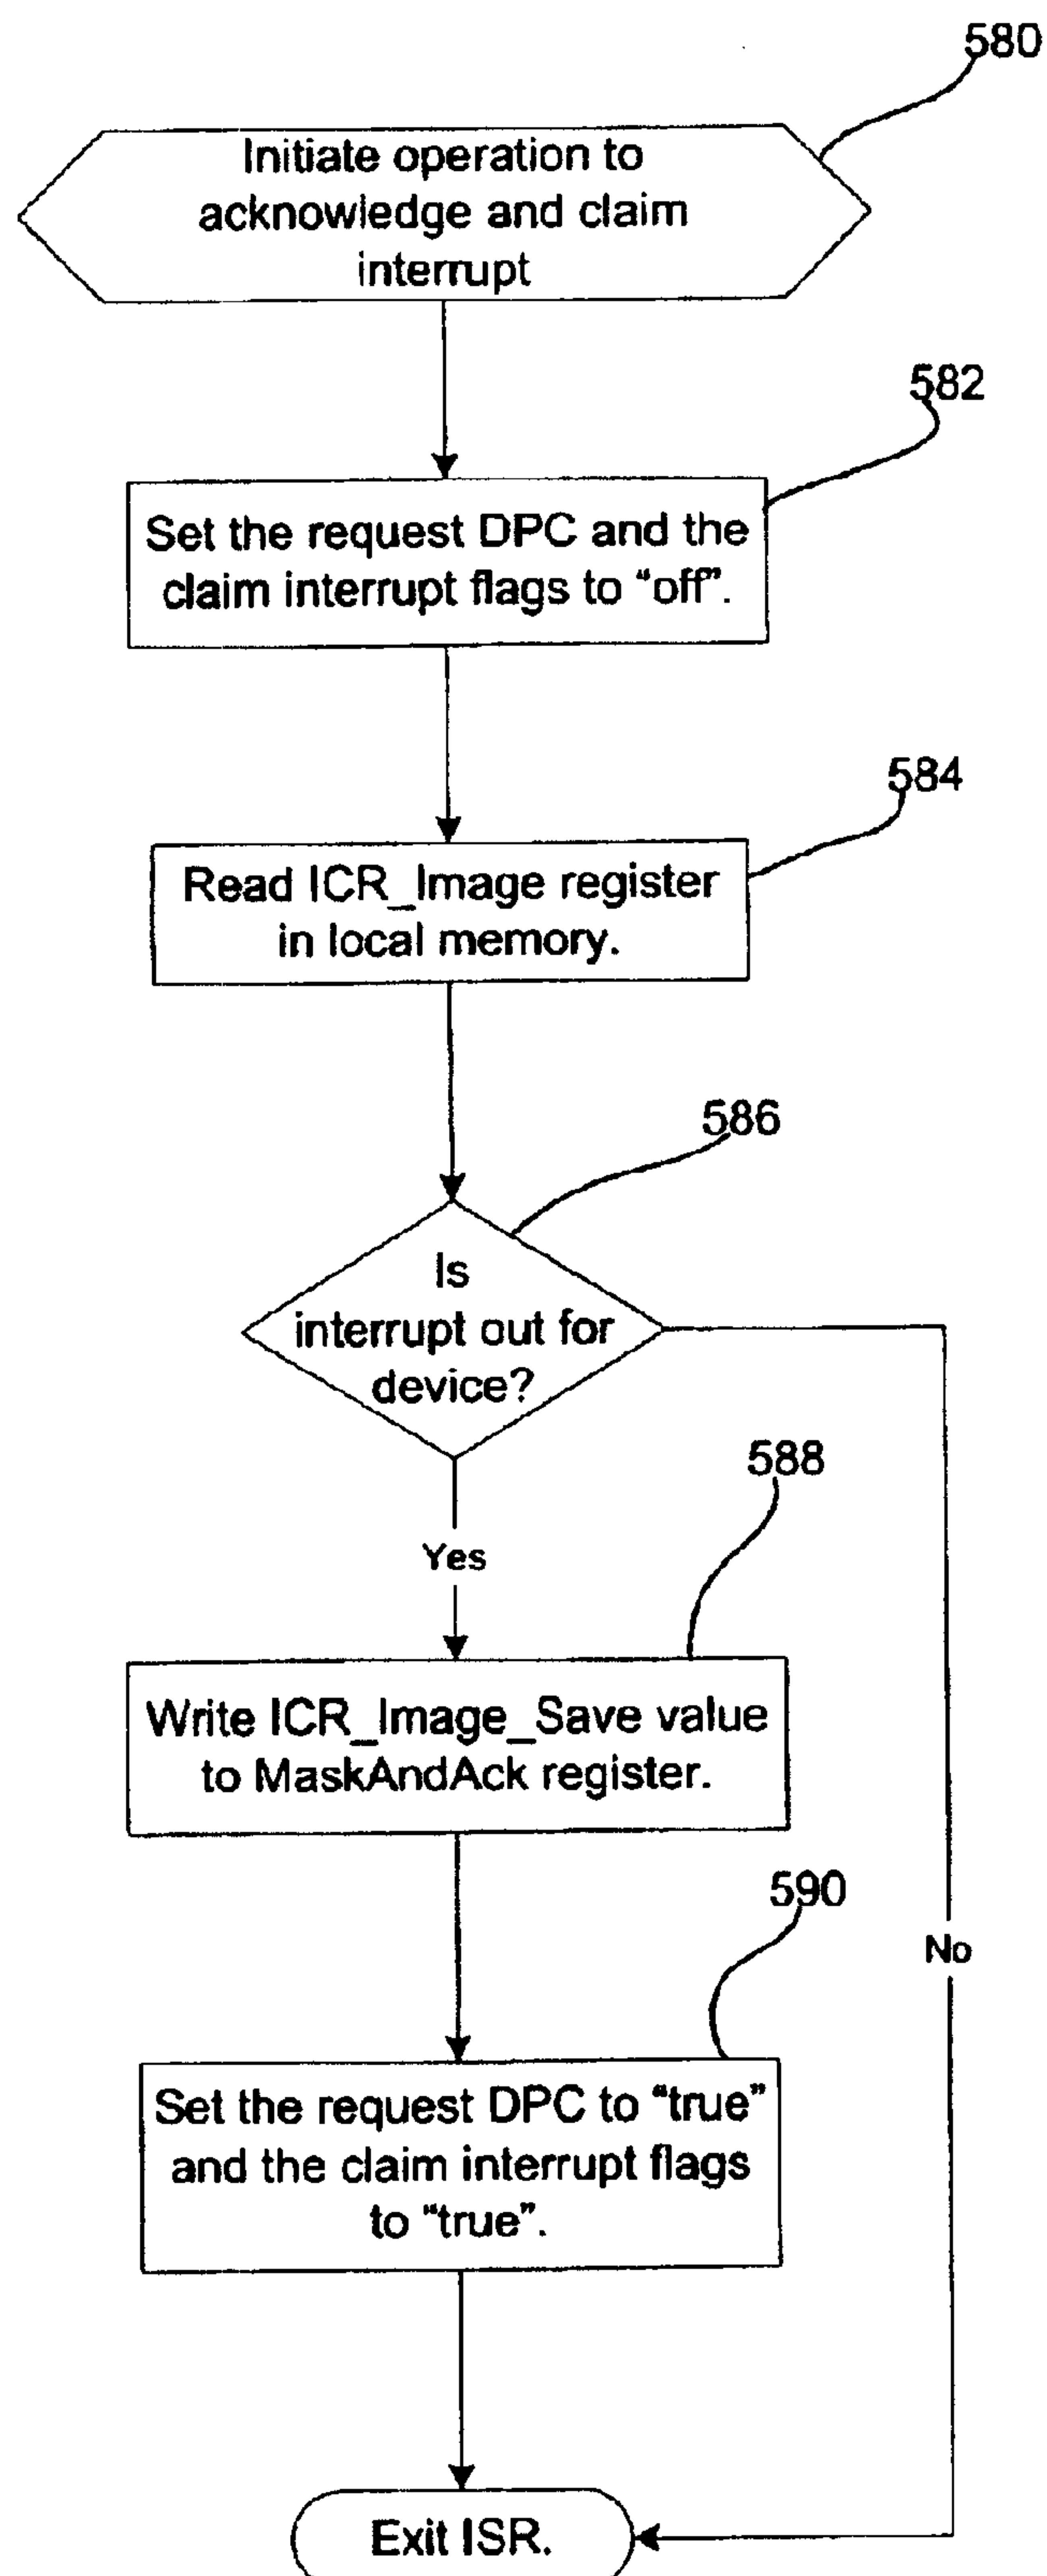 580
Initiate operation to
acknowledge and claim
interrupt
582
Set the request DPC and the
claim interrupt flags to “off”.
584
Read ICR_Image register
in local memory.
586
Is
interrupt out for
device?
588
Yes
Write ICR_Image_Save value
to MaskAndAck register.
590
No
Set the request DPC to “true”
and the claim interrupt flags
to “true”.
Exit ISR.